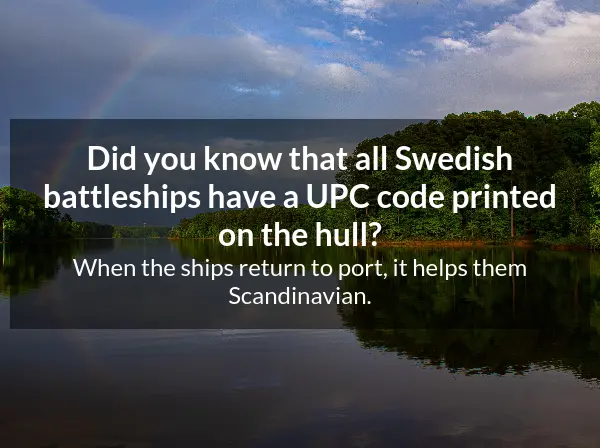 Did you know that all Swedish
battleships have a UPC code printed
on the hull?
When the ships return to port, it helps them
Scandinavian.